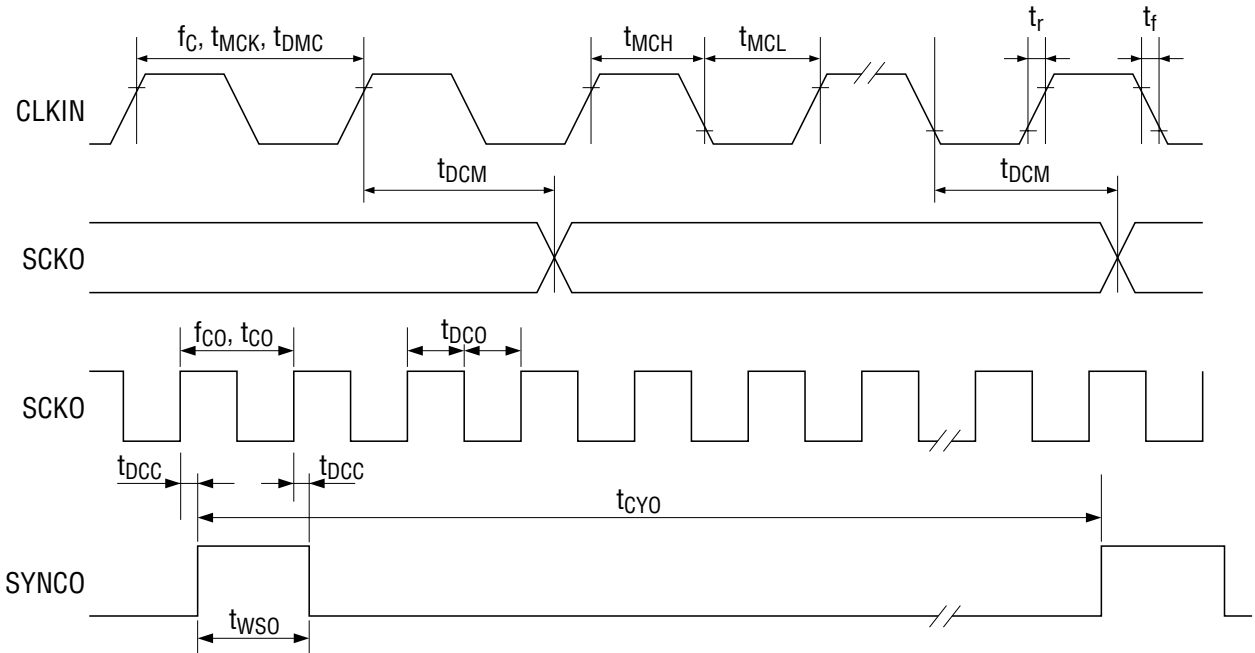 fC, tMCK, tDMC tMCH tMCL tr tf
CLKIN
tDCM tDCM
SCKO
fCO, tCO tDCO
SCKO
tDCC tDCC
tCYO
SYNCO
tWSO